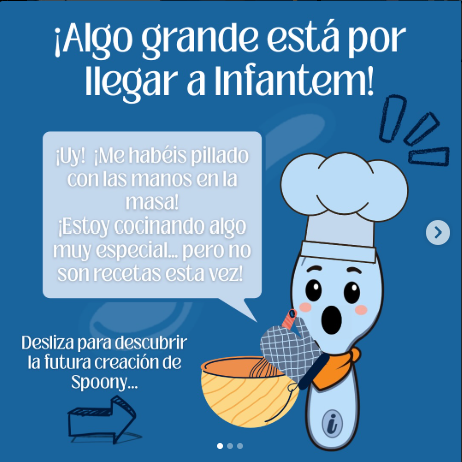 ¡Algo grande está por
llegar a Infantem!
¡Uy! ¡Me habéis pillado
con las manos en la
masa!
¡Estoy cocinando algo
muy especial... pero no
son recetas esta vez!
Desliza para descubrir
la futura creación de
Spoony...
i